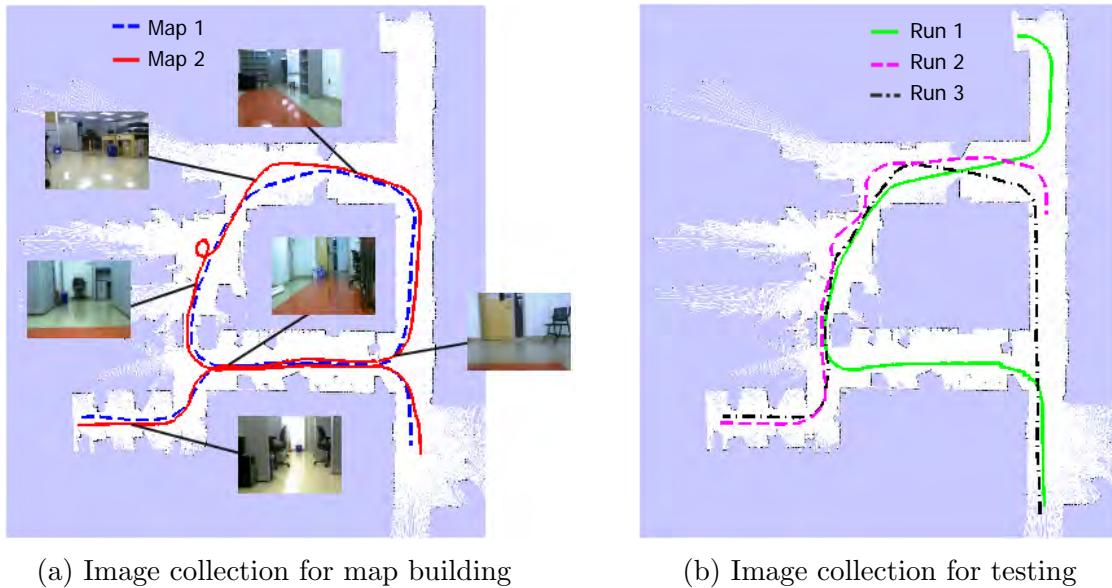 Map 1
Map 2
(a) Image collection for map building
Run 1
Run 2
Run 3
(b) Image collection for testing